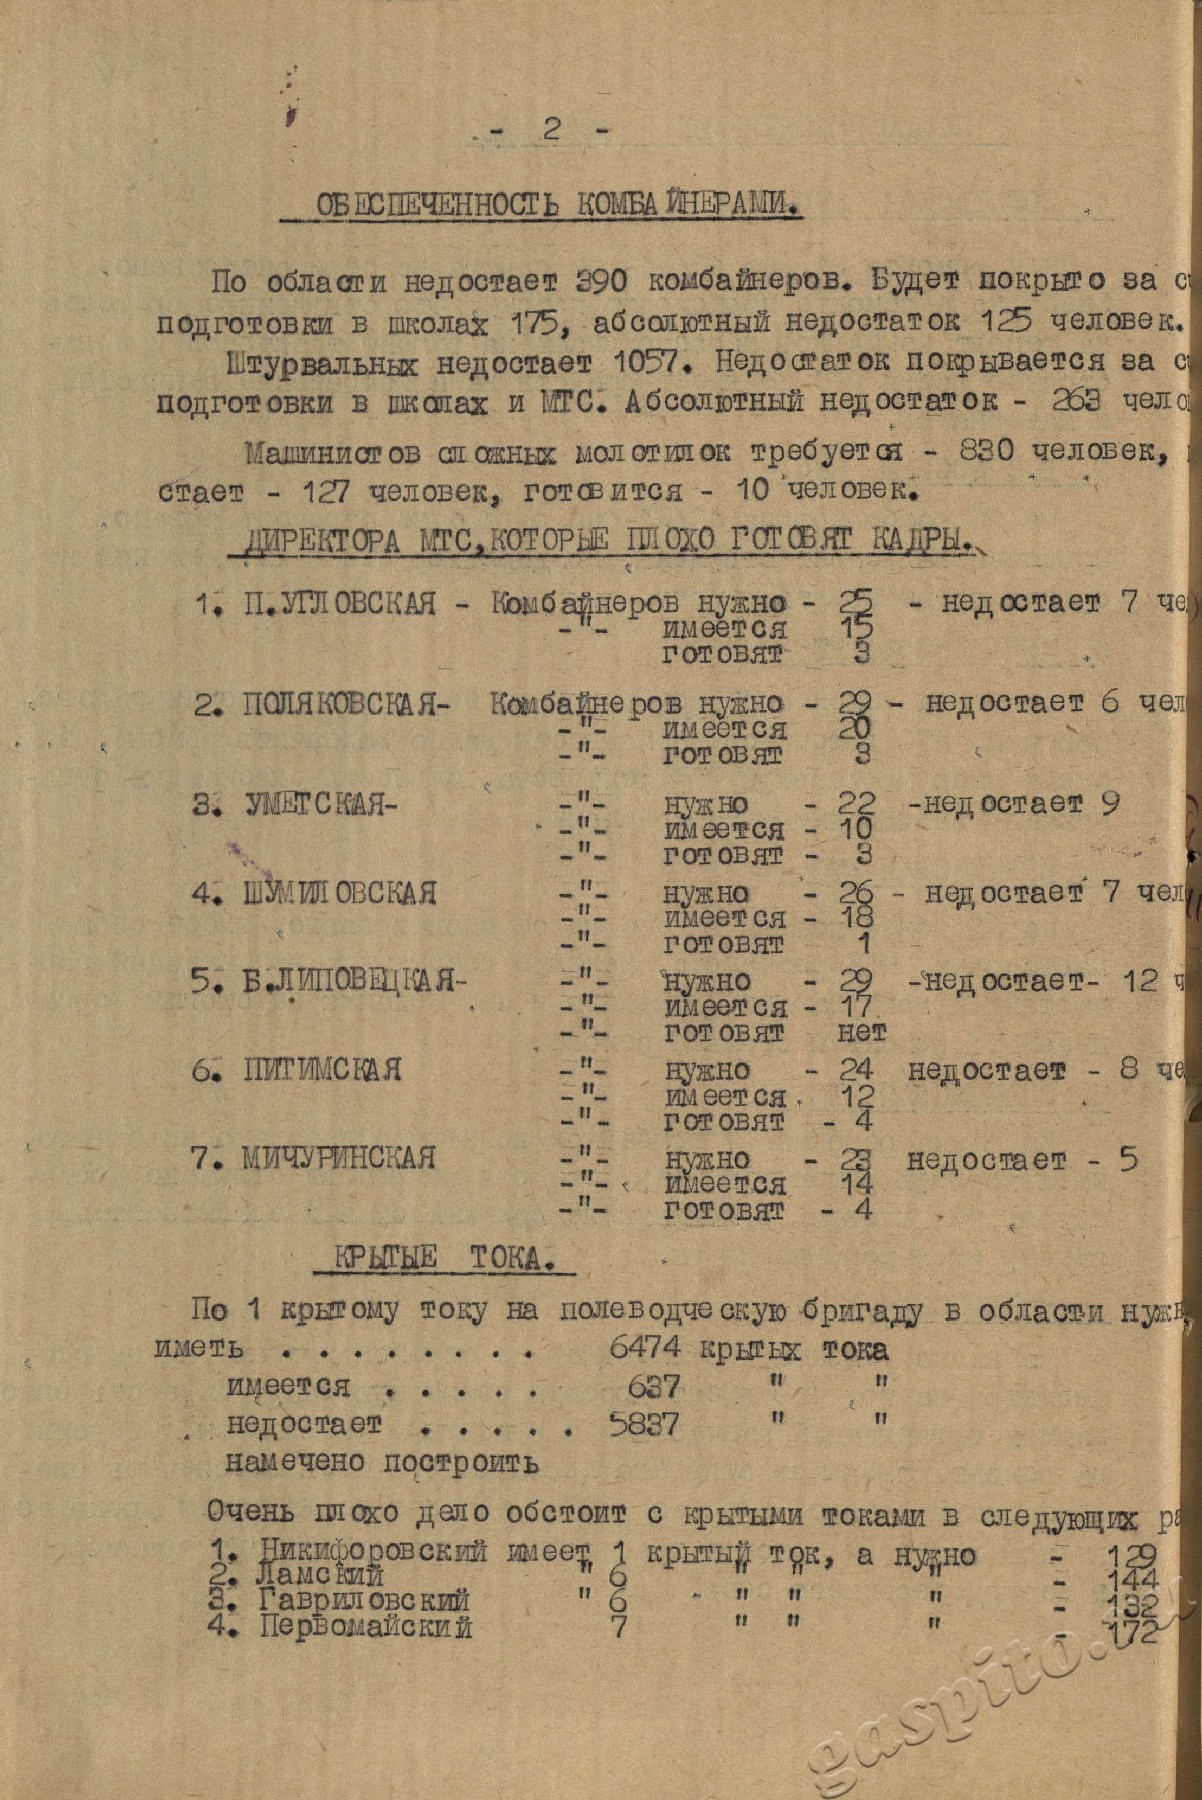 - 2 -
ОБЕСПЕЧЕННОСТЬ КОМБАЙНЕРАМИ.
По области недостает 390 комбайнеров. Будет покрыто за
подготовки в школах 175, абсолютный недостаток 125 человек.
Штурвальных недостает 1057. Недостаток покрывается за
подготовки в школах и МТС. Абсолютный недостаток - 263
Машинистов сложных молотилок требуется - 830 человек,
стает - 127 человек, готовится - 10 человек.
ДИРЕКТОРА МТС, КОТОРЫЕ ПЛОХО ГОТОВЯТ КАДРЫ.
1. П.УГЛОВСКАЯ - Комбайнеров нужно - 25 - недостает 7
-"- имеется 15
готовят 3
2. ПОЛЯКОВСКАЯ- Комбайнеров нужно - 29 - недостает 6
-"- имеется 20
-"- готовят 3
3. УМЕТСКАЯ- -"- нужно - 22 -недостает 9
-"- имеется - 10
-"- готовят - 3
4. ШУМИЛОВСКАЯ -"- нужно - 26 - недостает 7
-"- имеется - 18
-"- готовят 1
5. Б.ЛИПОВЕЦКАЯ- -"- нужно - 29 -недостает- 12
-"- имеется - 17
-"- готовят нет
6. ПИТИМСКАЯ -"- нужно - 24 недостает - 8
-"- имеется 12
-"- готовят - 4
7. МИЧУРИНСКАЯ -"- нужно - 23 недостает - 5
-"- имеется 14
-"- готовят - 4
КРЫТЫЕ ТОКА.
По 1 крытому току на полеводческую бригаду в области
иметь . . . . . . . . 6474 крытых тока
имеется . . . . . 637 " "
недостает . . . . . 5837 " "
намечено построить
Очень плохо дело обстоит с крытыми токами в следующих
1. Никифоровский имеет 1 крытый ток, а нужно - 129
2. Ламский " 6 " " " - 144
3. Гавриловский " 6 " " " - 132
4. Первомайский 7 " " " - 172
gaspito.